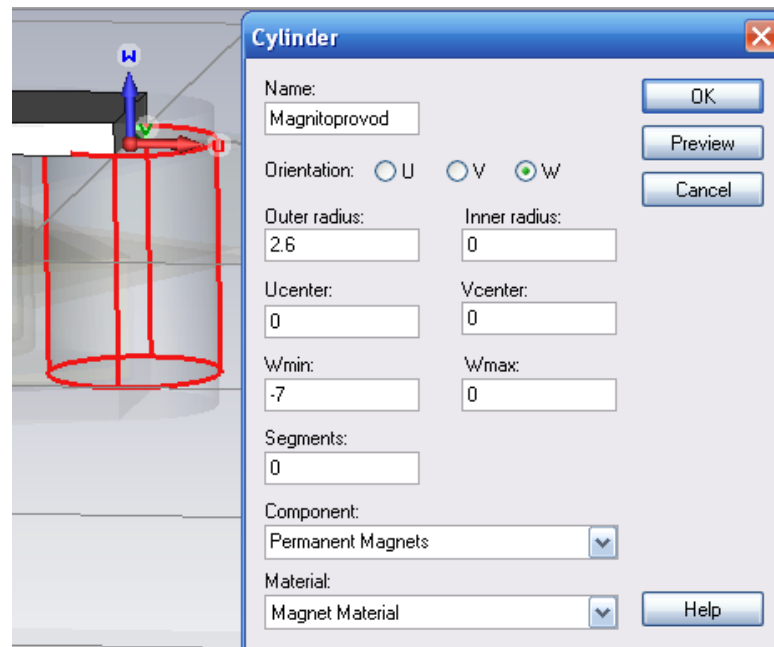 Cylinder
w
v
u
Name:
Magnitoprovod
OK
Preview
Cancel
Orientation: U V W
Outer radius: Inner radius:
2.6 0
Ucenter: Vcenter:
0 0
Wmin: Wmax:
-7 0
Segments:
0
Component:
Permanent Magnets
Material:
Magnet Material
Help